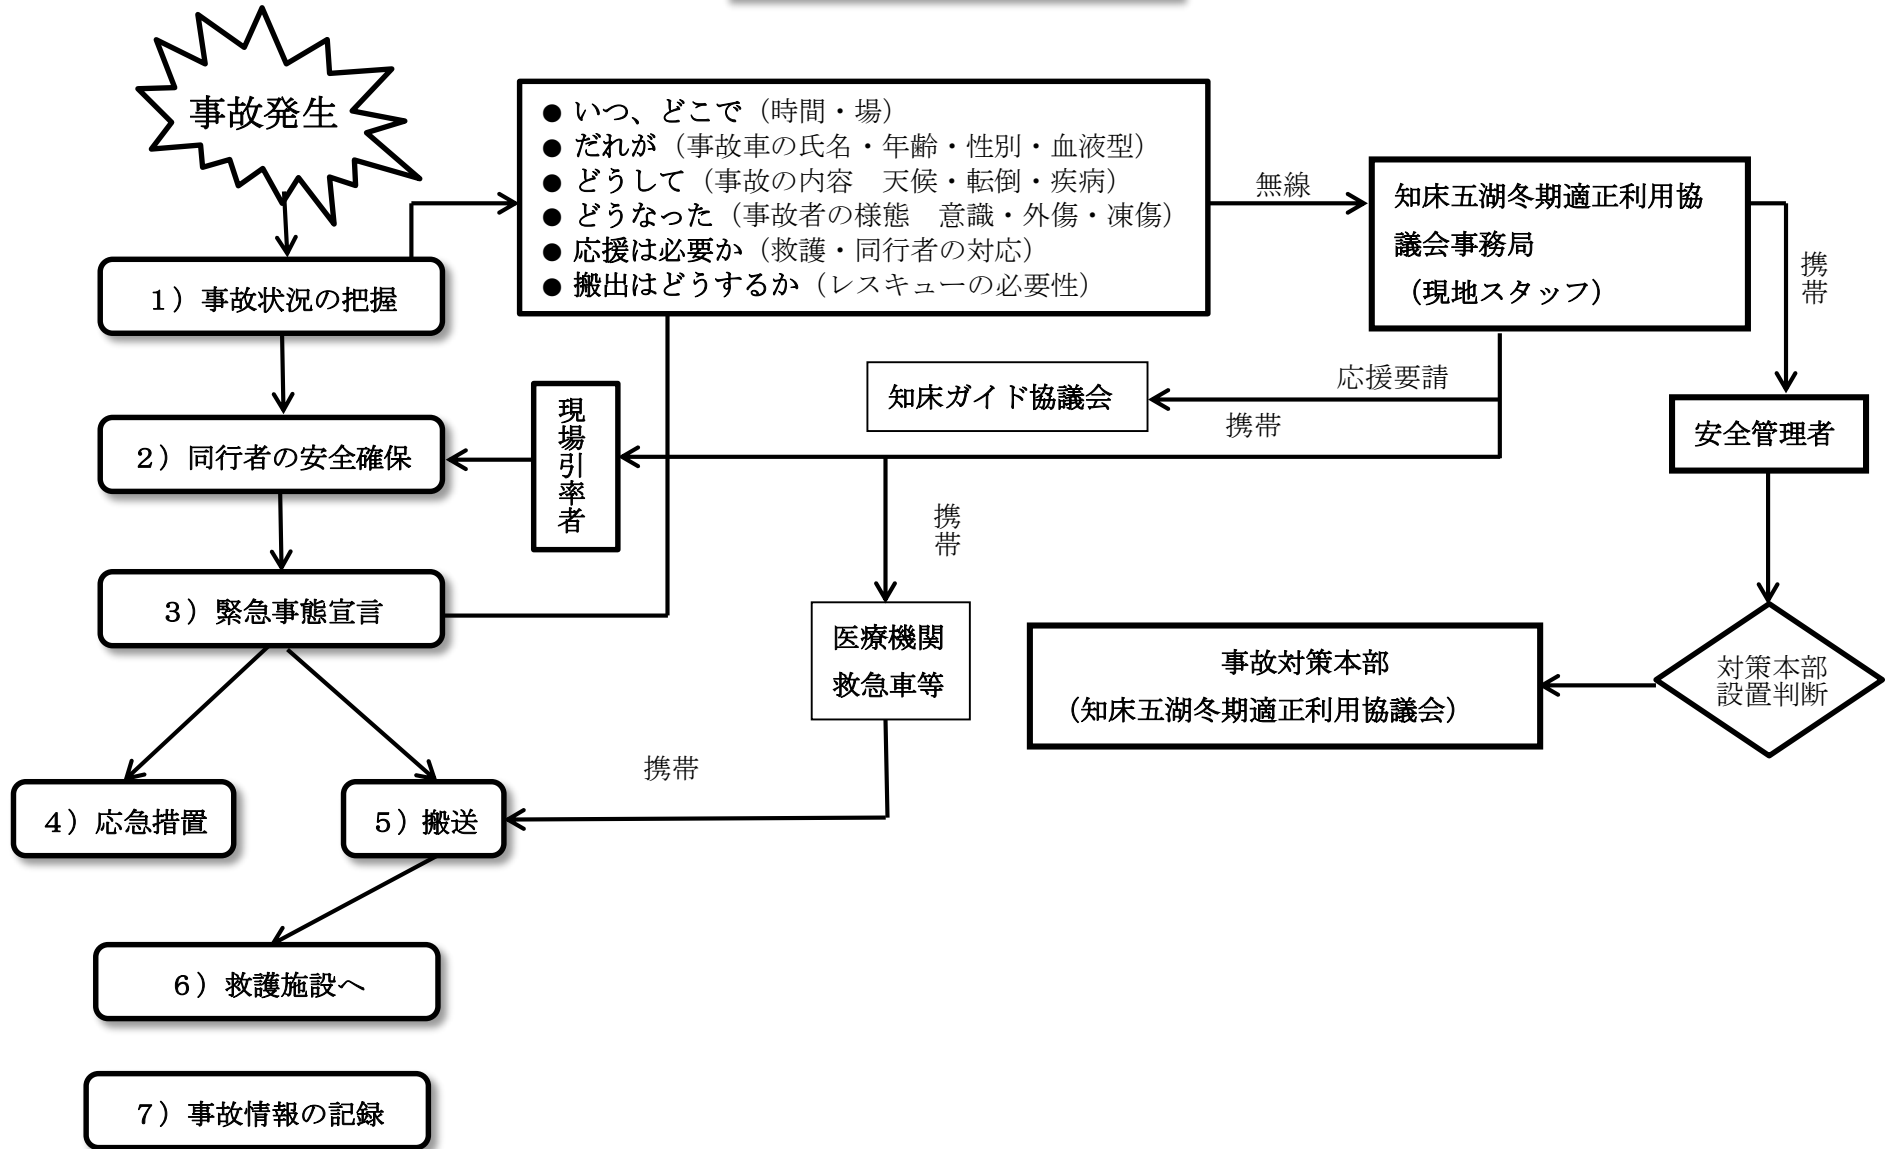 事故発生
● いつ、どこで（時間・場）
● だれが（事故車の氏名・年齢・性別・血液型）
● どうして（事故の内容　天候・転倒・疾病）
● どうなった（事故者の様態　意識・外傷・凍傷）
● 応援は必要か（救護・同行者の対応）
● 搬出はどうするか（レスキューの必要性）
無線
知床五湖冬期適正利用協
議会事務局
（現地スタッフ）
携帯
１）事故状況の把握
知床ガイド協議会
応援要請
携帯
現場引率者
２）同行者の安全確保
安全管理者
携帯
３）緊急事態宣言
医療機関
救急車等
事故対策本部
（知床五湖冬期適正利用協議会）
対策本部
設置判断
携帯
４）応急措置
５）搬送
６）救護施設へ
７）事故情報の記録